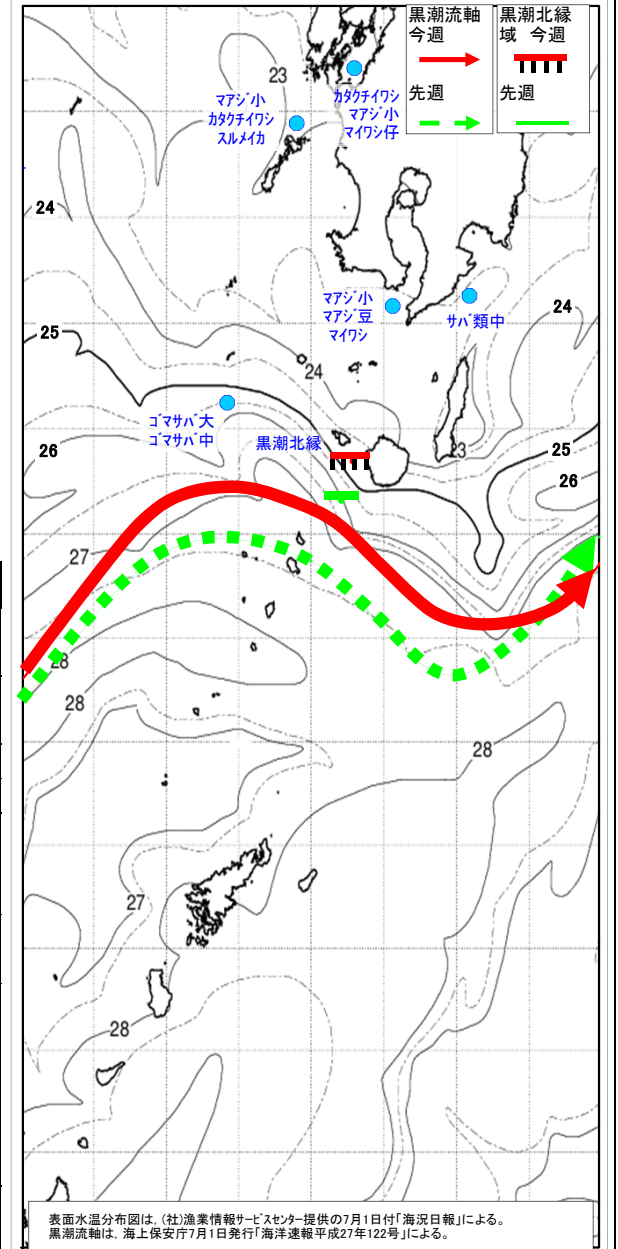 黒潮流軸
今週
先週
黒潮北縁
域 今週
先週
23
マアジ小
カタクチイワシ
スルメイカ
カタクチイワシ
マアジ小
マイワシ仔
24
マアジ小
マアジ豆
マイワシ
サバ類中
24
25
24
ゴマサバ大
ゴマサバ中
黒潮北縁
23
25
26
26
27
28
28
28
27
28
表面水温分布図は、(社)漁業情報サービスセンター提供の7月1日付「海況日報」による。
黒潮流軸は、海上保安庁7月1日発行「海洋速報平成27年122号」による。